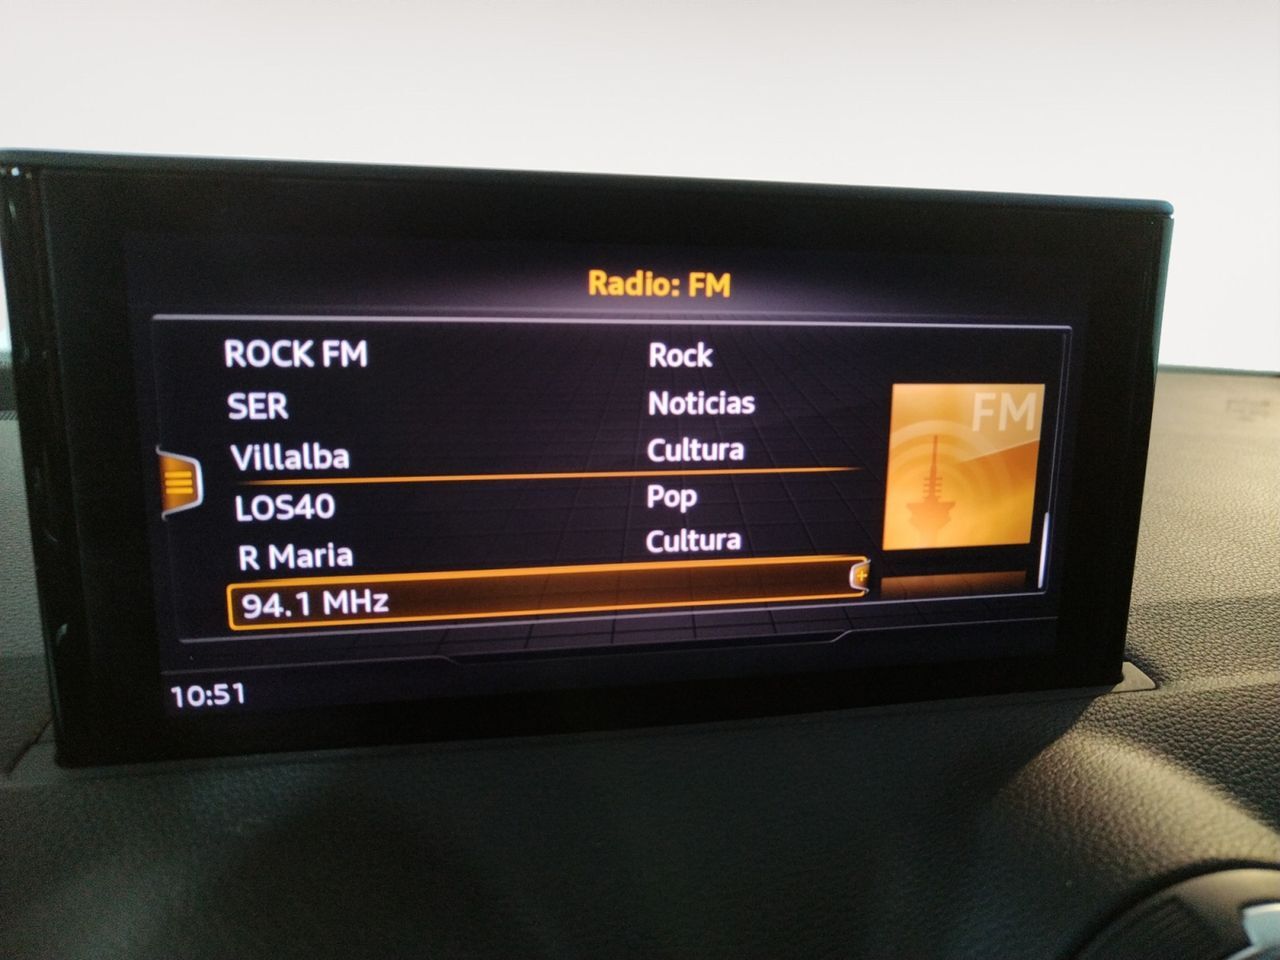 Radio: FM
ROCK FM Rock
SER Noticias
Villalba Cultura
LOS40 Pop
R Maria Cultura
94.1 MHz
FM
10:51